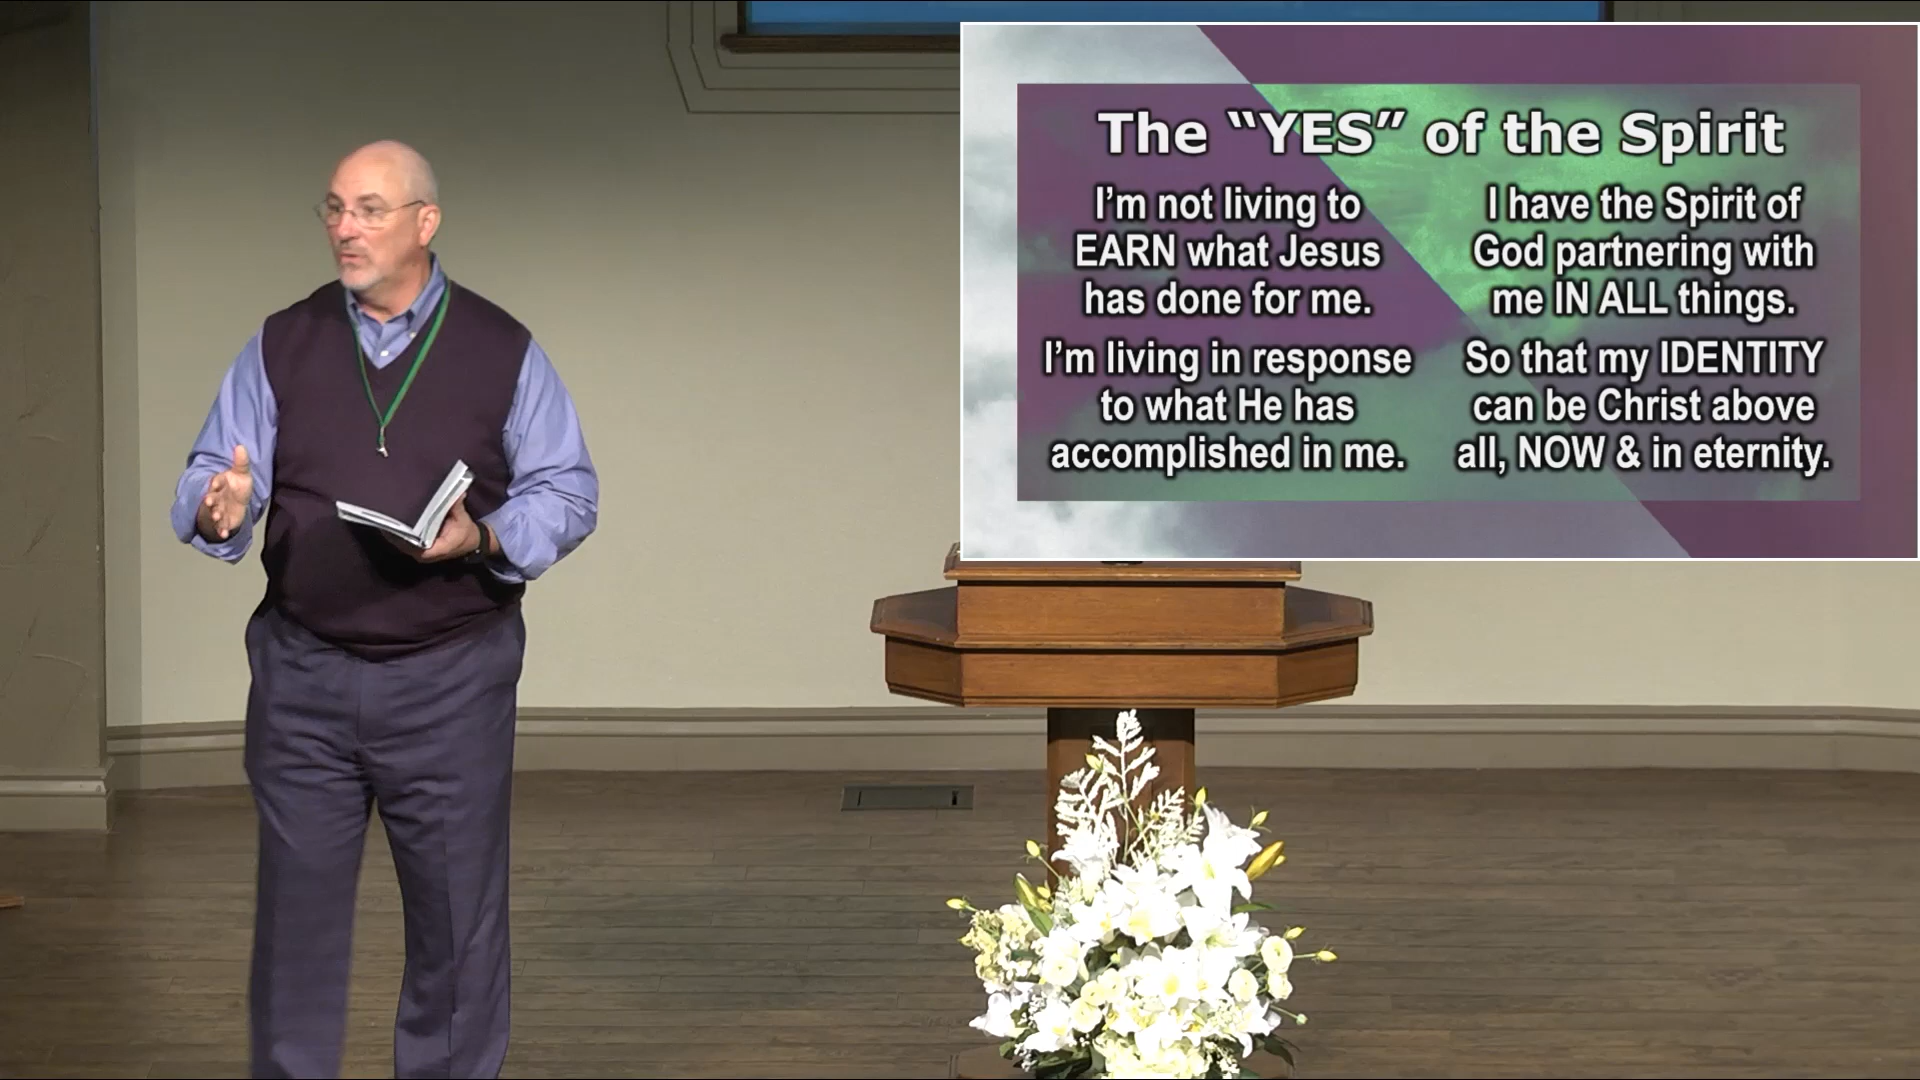 The “YES” of the Spirit
I’m not living to
EARN what Jesus
has done for me.
I’m living in response
to what He has
accomplished in me.
I have the Spirit of
God partnering with
me IN ALL things.
So that my IDENTITY
can be Christ above
all, NOW & in eternity.